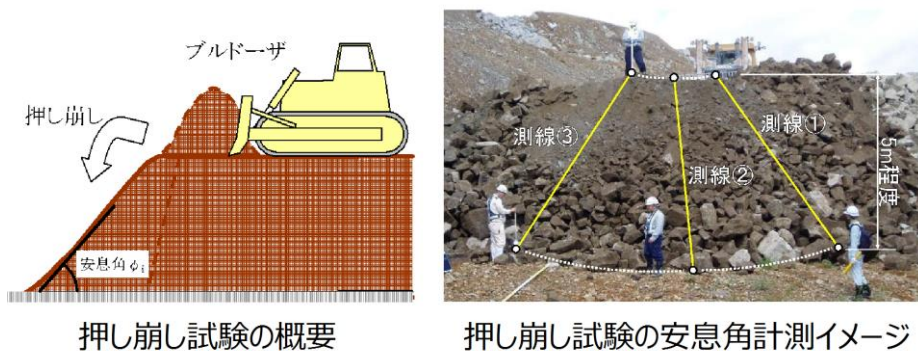 ブルドーザ
押し崩し
安息角φi
押し崩し試験の概要
測線③
測線②
測線①
5m程度
押し崩し試験の安息角計測イメージ